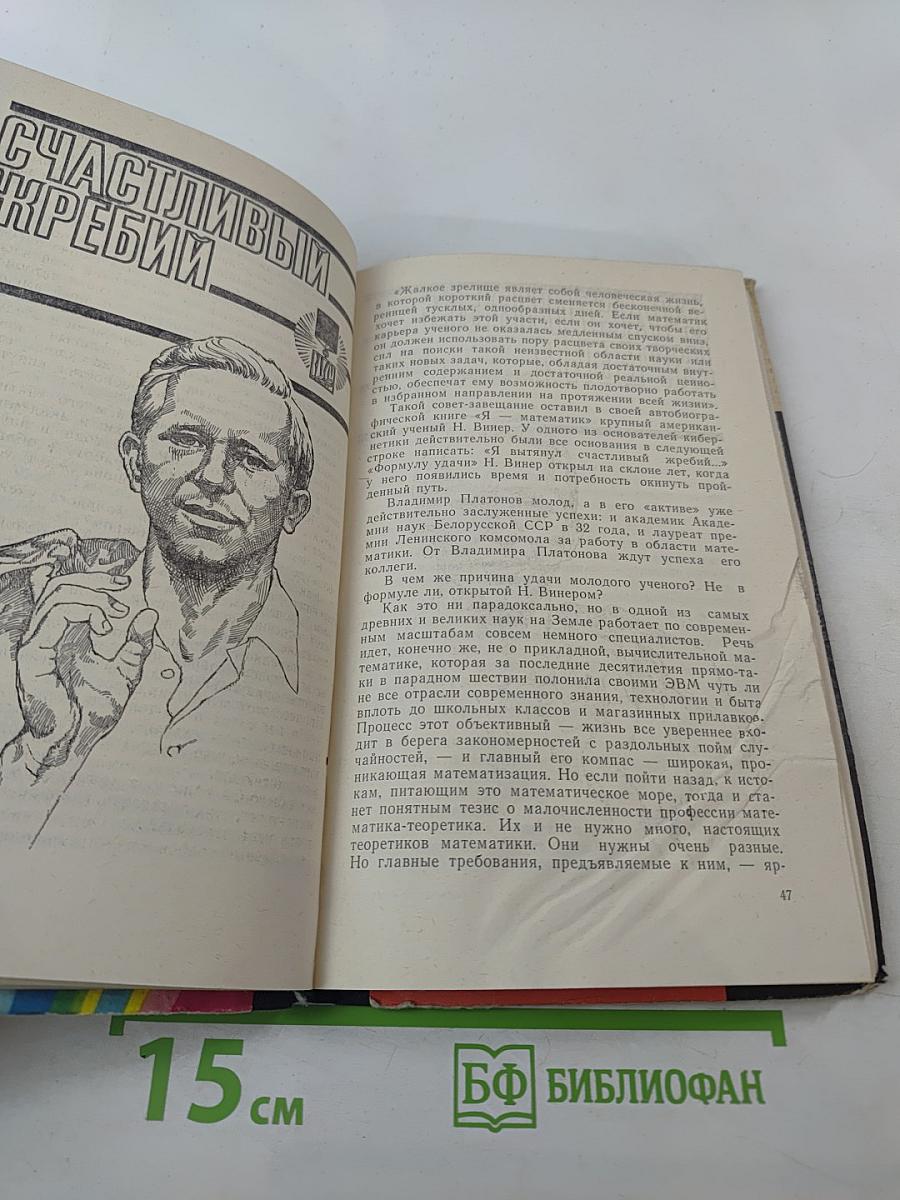 СЧАСТЛИВЫЙ
ЖРЕБИЙ
«Жалкое зрелище являет собой человеческая жизнь,
в которой короткий расцвет сменяется бесконечной ве-
реницей тусклых, однообразных дней. Если математик
хочет избежать этой участи, если он хочет, чтобы его
карьера ученого не оказалась медленным спуском вниз,
он должен использовать пору расцвета своих творческих
сил на поиски такой неизвестной области науки или
таких новых задач, которые, обладая достаточным внут-
ренним содержанием и достаточной реальной ценно-
стью, обеспечат ему возможность плодотворно работать
в избранном направлении на протяжении всей жизни».
Такой совет-завещание оставил в своей автобиогра-
фической книге «Я — математик» крупный американ-
ский ученый Н. Винер. У одного из основателей кибер-
нетики действительно были все основания в следующей
строке написать: «Я вытянул счастливый жребий...»
«Формулу удачи» Н. Винер открыл на склоне лет, когда
у него появились время и потребность окинуть прой-
денный путь.
Владимир Платонов молод, а в его «активе» уже
действительно заслуженные успехи: и академик Акаде-
мии наук Белорусской ССР в 32 года, и лауреат пре-
мии Ленинского комсомола за работу в области мате-
матики. От Владимира Платонова ждут успеха его
коллеги.
В чем же причина удачи молодого ученого? Не в
формуле ли, открытой Н. Винером?
Как это ни парадоксально, но в одной из самых
древних и великих наук на Земле работает по современ-
ным масштабам совсем немного специалистов. Речь
идет, конечно же, не о прикладной, вычислительной ма-
тематике, которая за последние десятилетия прямо-та-
ки в парадном шествии полонила своими ЭВМ чуть ли
не все отрасли современного знания, технологии и быта
вплоть до школьных классов и магазинных прилавков.
Процесс этот объективный — жизнь все увереннее вхо-
дит в берега закономерностей с раздольных пойм слу-
чайностей, — и главный его компас — широкая, про-
никающая математизация. Но если пойти назад, к исто-
кам, питающим это математическое море, тогда и ста-
нет понятным тезис о малочисленности профессии мате-
матика-теоретика. Их и не нужно много, настоящих
теоретиков математики. Они нужны очень разные.
Но главные требования, предъявляемые к ним, — яр-
47
15 см
БФ БИБЛИОФАН